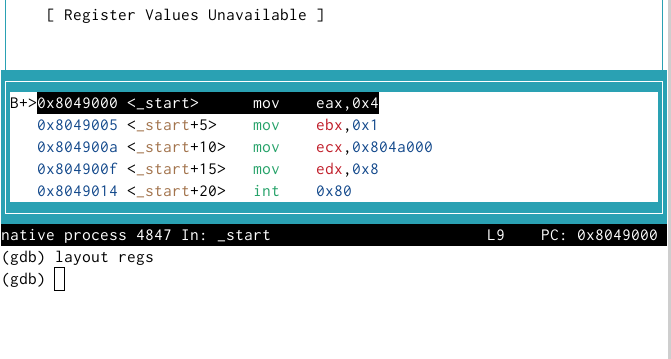 [ Register Values Unavailable ]
B+>0x8049000 <_start>      mov    eax,0x4
   0x8049005 <_start+5>    mov    ebx,0x1
   0x804900a <_start+10>   mov    ecx,0x804a000
   0x804900f <_start+15>   mov    edx,0x8
   0x8049014 <_start+20>   int    0x80
native process 4847 In: _start                        L9    PC: 0x8049000
(gdb) layout regs
(gdb)